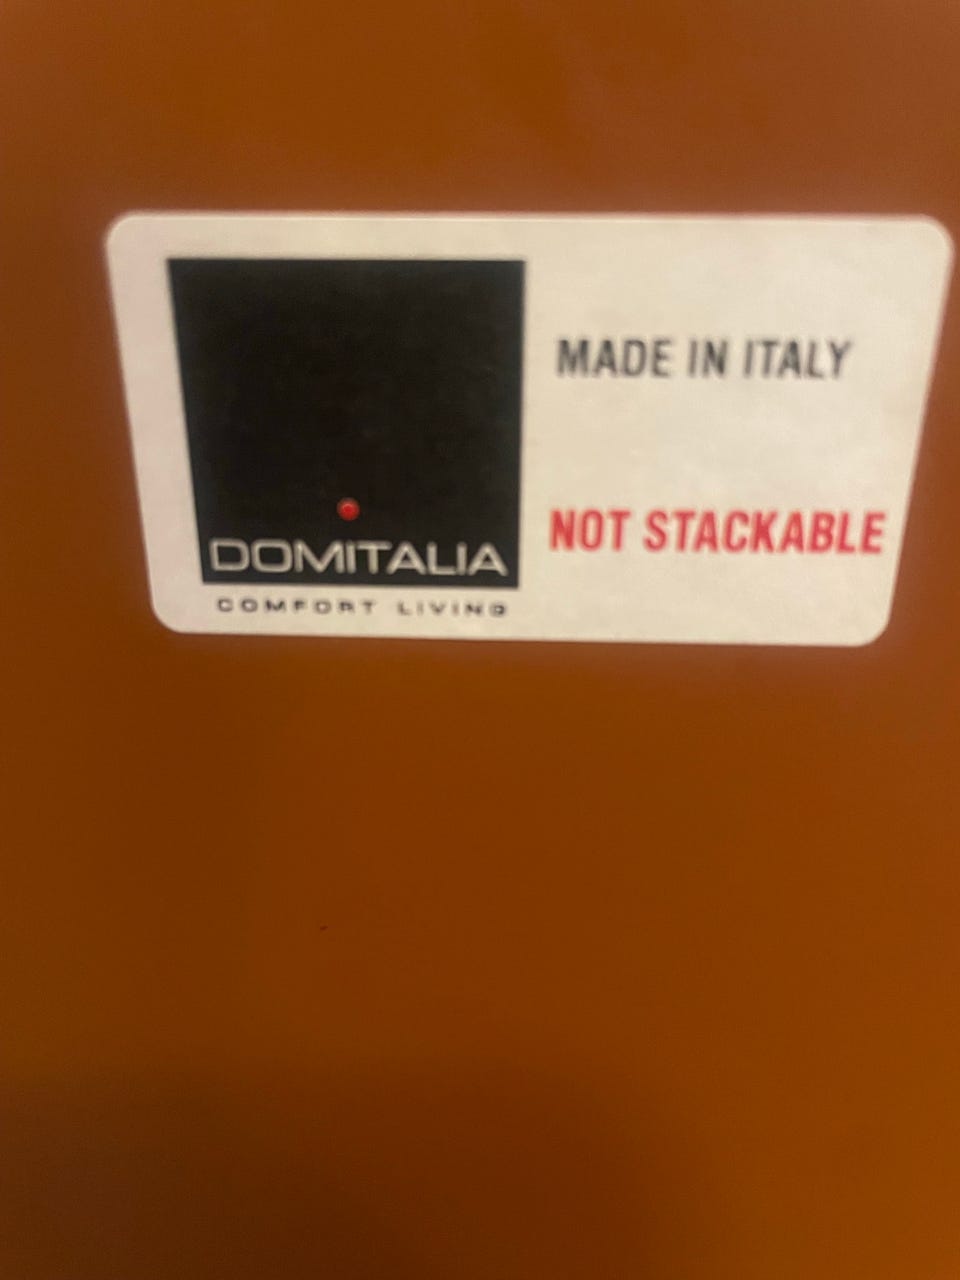 DOMITALIA
COMFORT LIVING
MADE IN ITALY
NOT STACKABLE